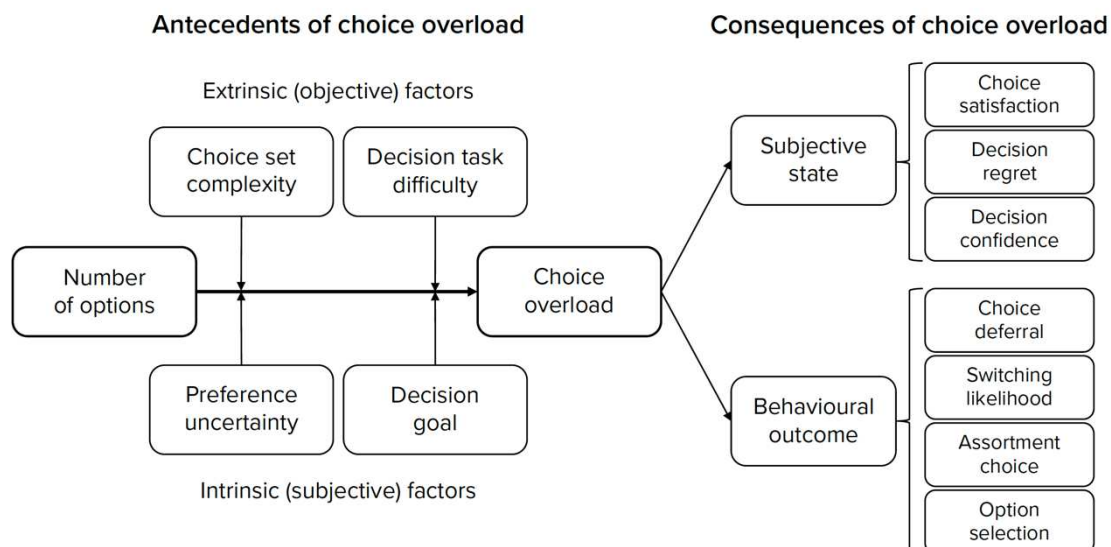 Antecedents of choice overload
Extrinsic (objective) factors
Choice set
complexity
Decision task
difficulty
Number
of options
Choice
overload
Preference
uncertainty
Decision
goal
Intrinsic (subjective) factors
Consequences of choice overload
Subjective
state
Choice
satisfaction
Decision
regret
Decision
confidence
Behavioural
outcome
Choice
deferral
Switching
likelihood
Assortment
choice
Option
selection